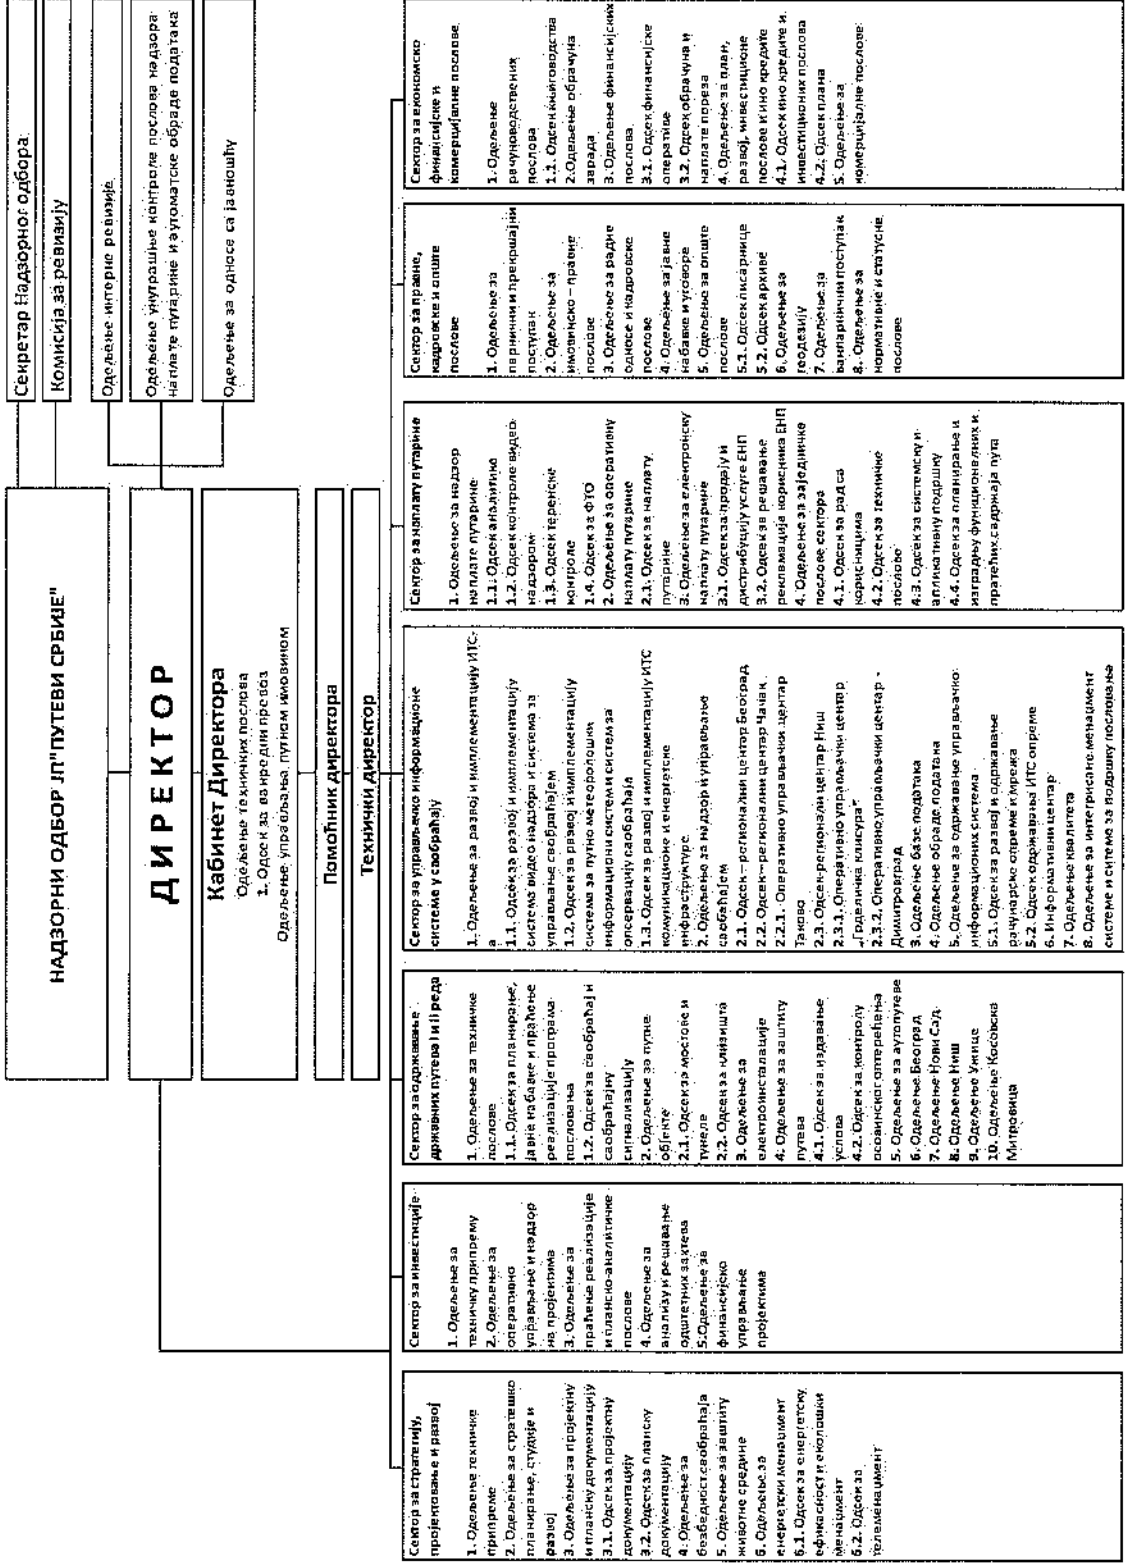 НАДЗОРНИ ОДБОР ЈП"ПУТЕВИ СРБИЈЕ"
Секретар Надзорног одбора
Комисија за ревизију
ДИРЕКТОР
Одељење интерне ревизије
Одељење унутрашње контроле послова надзора
наплате путарине и аутоматске обраде података
Одељење за односе са јавношћу
Кабинет Директора
Одељење техничких послова
1. Одсек за ванредни превоз
Одељење управљања путном имовином
Помоћник директора
Технички директор
Сектор за стратегију,
пројектовање и развој
1. Одељење техничке
припреме
2. Одељење за стратешко
планирање, студије и
развој
3. Одељење за пројектну
и планску документацију
3.1. Одсек за пројектну
документацију
3.2. Одсек за планску
документацију
4. Одељење за
безбедност саобраћаја
5. Одељење за заштиту
животне средине
6. Одељење за
енергетски менаџмент
6.1. Одсек за енергетску
ефикасност и еколошки
менаџмент
6.2. Одсек за
телеменаџмент
Сектор за инвестиције
1. Одељење за
техничку припрему
2. Одељење за
оперативно
управљање и надзор
на пројектима
3. Одељење за
праћење реализације
и планско-аналитичке
послове
4. Одељење за
анализу и решавање
одштетних захтева
5. Одељење за
финансијско
управљање
пројектима
Сектор за одржавање
државних путева I и II реда
1. Одељење за техничке
послове
1.1. Одсек за планирање,
јавне набавке и праћење
реализације програма
пословања
1.2. Одсек за саобраћај и
саобраћајну
сигнализацију
2. Одељење за путне
објекте
2.1. Одсек за мостове и
тунеле
2.2. Одсек за клизишта
3. Одељење за
електроинсталације
4. Одељење за заштиту
путева
4.1. Одсек за издавање
услова
4.2. Одсек за контролу
осовинског оптерећења
5. Одељење за аутопутеве
6. Одељење Београд
7. Одељење Нови Сад
8. Одељење Ниш
9. Одељење Ужице
10. Одељење Косовска
Митровица
Сектор за управљачко информационе
системе у саобраћају
1. Одељење за развој и имплементацију ИТС-
а
1.1. Одсек за развој и имплементацију
система видео надзора и система за
управљање саобраћајем
1.2. Одсек за развој и имплементацију
система за путно метеоролошки
информациони систем и систем за
опсервацију саобраћаја
1.3. Одсек за развој и имплементацију ИТС
комуникационе и енергетске
инфраструктуре
2. Одељење за надзор и управљање
саобаћајем
2.1. Одсек – регионални центар Београд
2.2. Одсек – регионални центар Чачак
2.2.1. Оперативно управљачки центар
Таково
2.3. Одсек-регионали центар Ниш
2.3.1. Оперативно управљачки центар
„Грделичка клисура"
2.3.2. Оперативно управљачки центар -
Димитровград
3. Одељење базе података
4. Одељење обраде података
5. Одељење за одржавање управљачко-
информационих система
5.1. Одсек за развој и одржавање
рачунарске опреме и мрежа
5.2. Одсек одржавања ИТС опреме
6. Информативни центар
7. Одељење квалитета
8. Одељење за интегрисане менаџмент
системе и ситеме за подршку пословања
Сектор за наплату путарине
1. Одељење за надзор
наплате путарине
1.1. Одсек аналитике
1.2. Одсек контроле видео
надзором
1.3. Одсек теренске
контроле
1.4. Одсек за ФТО
2. Одељење за оперативну
наплату путарине
2.1. Одсек за наплату
путарине
3. Одељење за електронску
наплату путарине
3.1. Одсек за продају и
дистрибуцију услуге ЕНП
3.2. Одсек за решавање
рекламација корисника ЕНП
4. Одељење за заједничке
послове сектора
4.1. Одсек за рад са
корисницима
4.2. Одсек за техничке
послове
4.3. Одсек за системску и
апликативну подршку
4.4. Одсек за планирање и
изградњу функционалних и
пратећих садржаја пута
Сектор за правне,
кадровске и опште
послове
1. Одељење за
парнични и прекршајни
поступак
2. Одељење за
имовинско – правне
послове
3. Одељење за радне
односе и кадровске
послове
4. Одељење за јавне
набавке и уговоре
5. Одељење за опште
послове
5.1. Одсек писарнице
5.2. Одсек архиве
6. Одељење за
геодезију
7. Одељење за
ванпарнични поступак
8. Одељење за
нормативне и статусне
послове
Сектор за економско
финасијске и
комерцијалне послове
1. Одељење
рачуноводствених
послова
1.1. Одсек књиговодства
2.Одељење обрачуна
зарада
3. Одељење финансијских
послова
3.1. Одсек финансијске
оперативе
3.2. Одсек обрачуна и
наплате пореза
4. Одељење за план,
развој, инвестиционе
послове и ино кредите
4.1. Одсек ино кредите и
инвестиционих послова
4.2. Одсек плана
5. Одељење за
комерцијалне послове